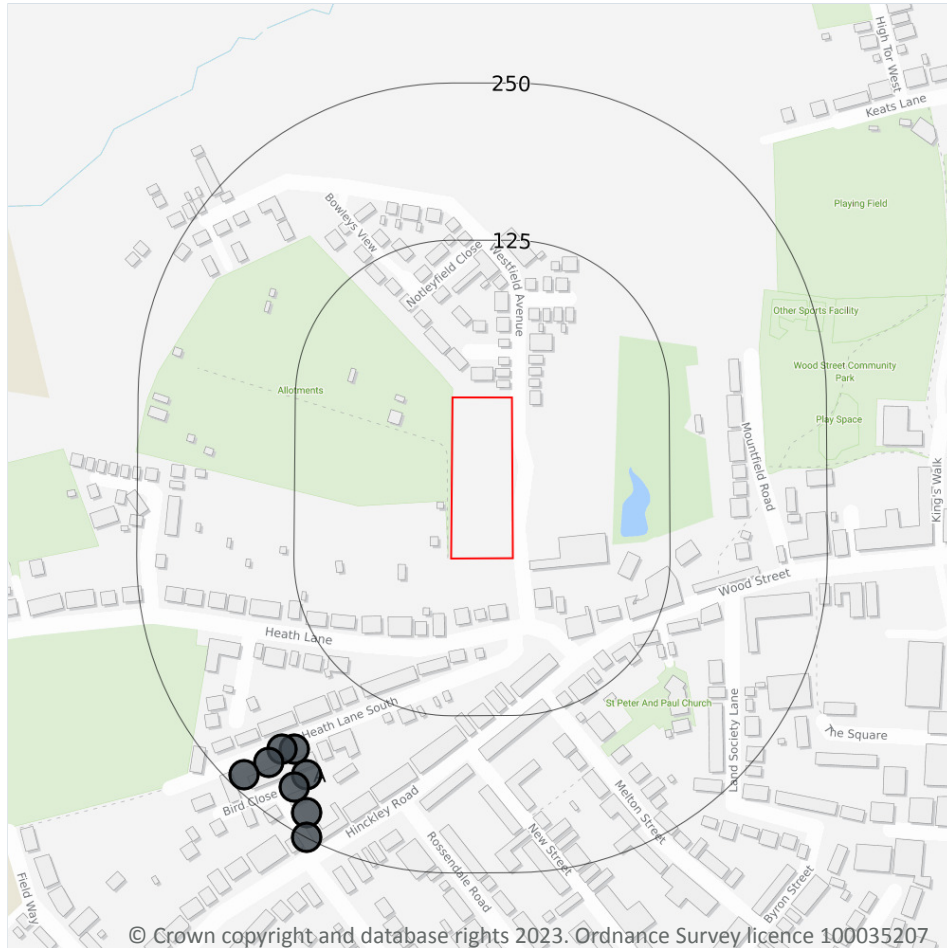 High Tor West
Keats Lane
250
Playing Field
Bowleys View
125
Notleyfield Close
Westfield Avenue
Other Sports Facility
Wood Street Community
Park
Allotments
Play Space
Mountfield Road
King's Walk
Wood Street
Heath Lane
Heath Lane South
St Peter And Paul Church
Land Society Lane
The Square
Bird Close
Hinckley Road
Melton Street
New Street
Rossendale Road
Byron Street
Field Way
© Crown copyright and database rights 2023. Ordnance Survey licence 100035207.